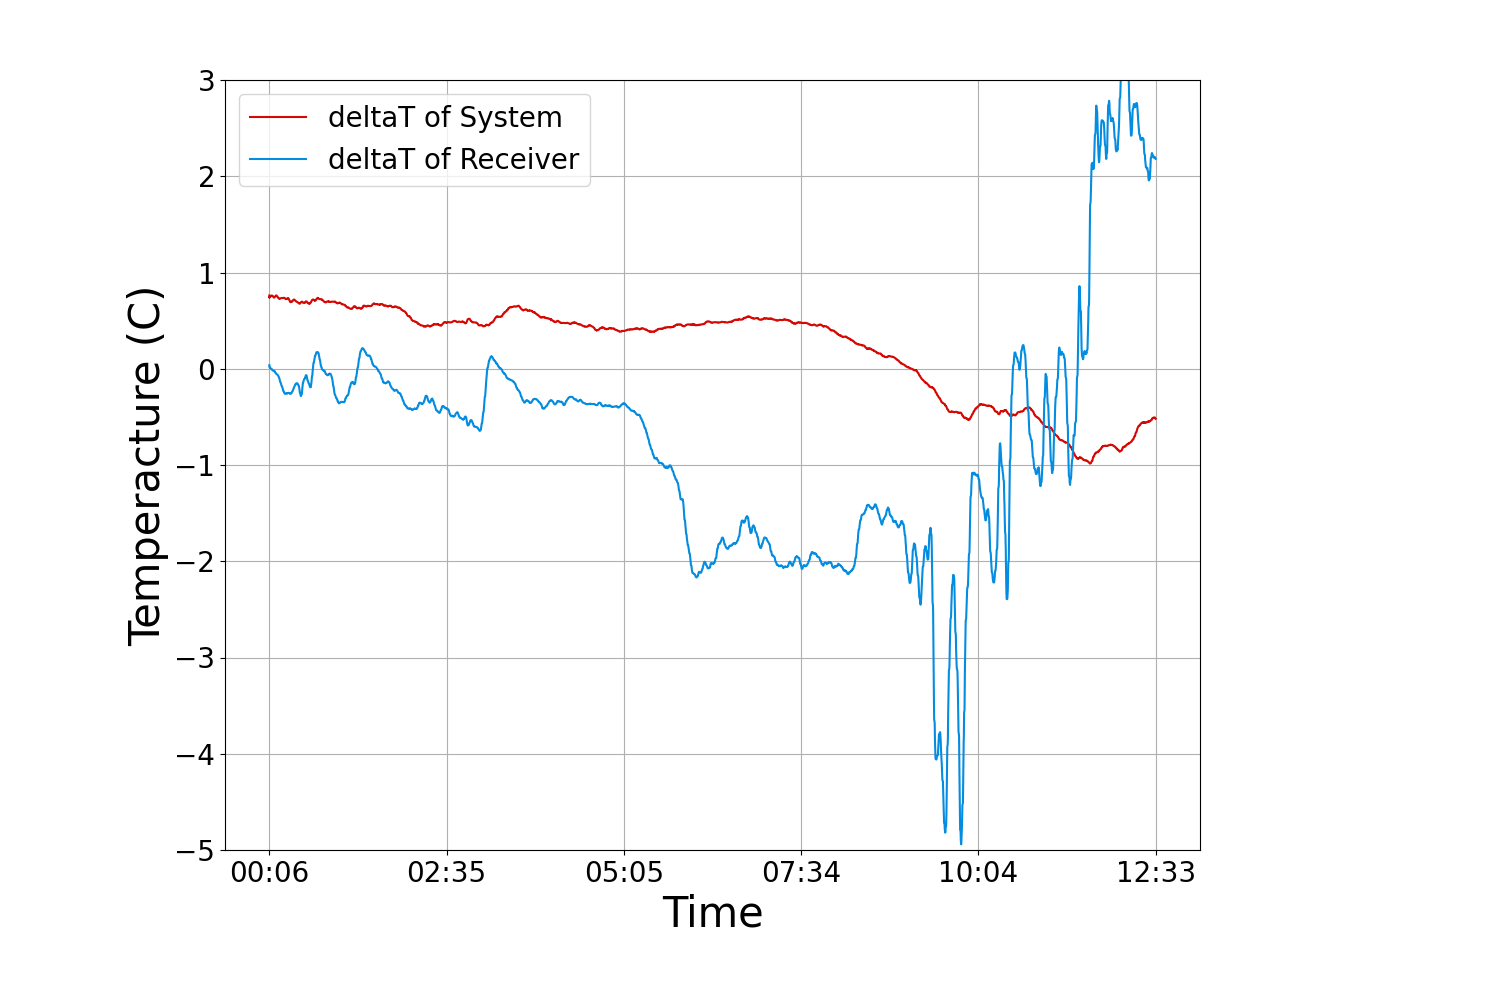 3
2
1
0
−1
−2
−3
−4
−5
Temperacture (C)
deltaT of System
deltaT of Receiver
00:06 02:35 05:05 07:34 10:04 12:33
Time